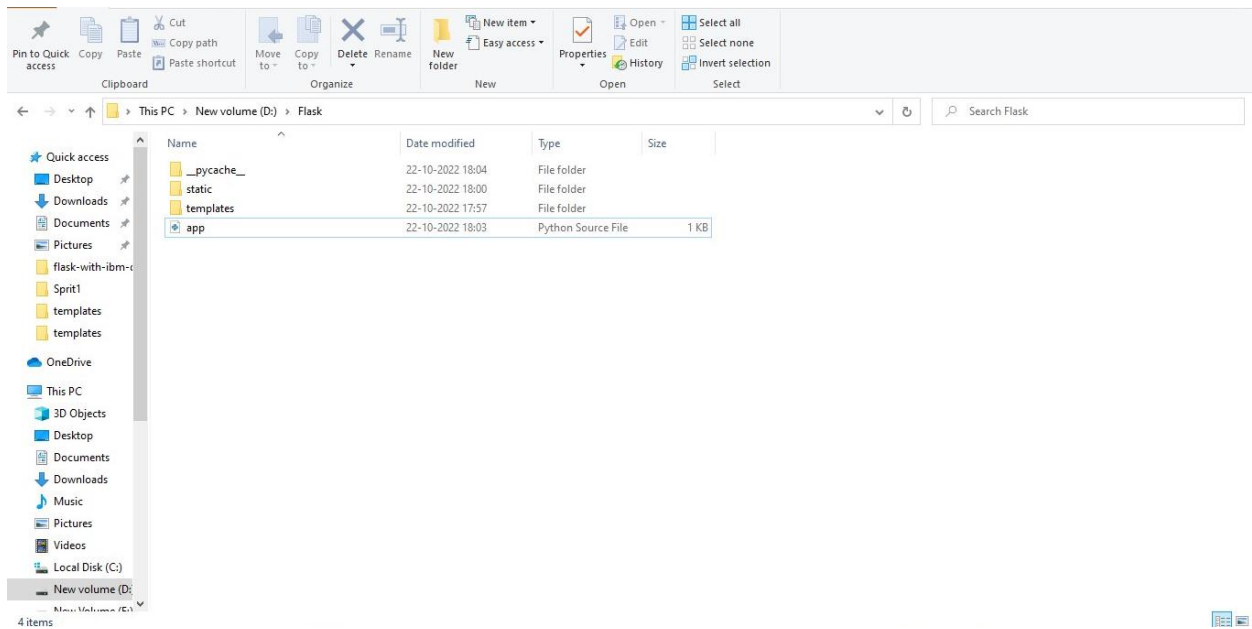 Pin to Quick access
Copy
Paste
Cut
Copy path
Paste shortcut
Clipboard
Move to
Copy to
Delete
Rename
Organize
New folder
New item
Easy access
New
Properties
Open
Edit
History
Open
Select all
Select none
Invert selection
Select
This PC > New volume (D:) > Flask
Search Flask
Name Date modified Type Size
__pycache__ 22-10-2022 18:04 File folder
static 22-10-2022 18:00 File folder
templates 22-10-2022 17:57 File folder
app 22-10-2022 18:03 Python Source File 1 KB
Quick access
Desktop
Downloads
Documents
Pictures
flask-with-ibm-c
Sprit1
templates
templates
OneDrive
This PC
3D Objects
Desktop
Documents
Downloads
Music
Pictures
Videos
Local Disk (C:)
New volume (D:
4 items